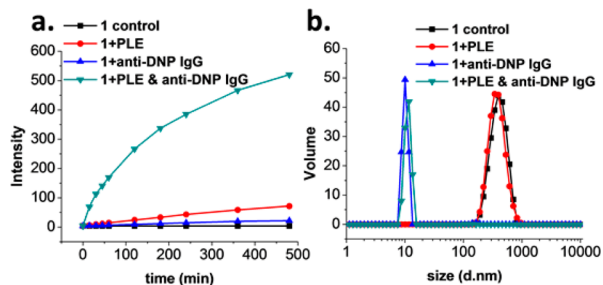 a.
1 control
1+PLE
1+anti-DNP IgG
1+PLE & anti-DNP IgG
600
500
400
300
200
100
0
Intensity
0 100 200 300 400 500
time (min)
b.
1 control
1+PLE
1+anti-DNP IgG
1+PLE & anti-DNP IgG
60
50
40
30
20
10
0
Volume
1 10 100 1000 10000
size (d.nm)